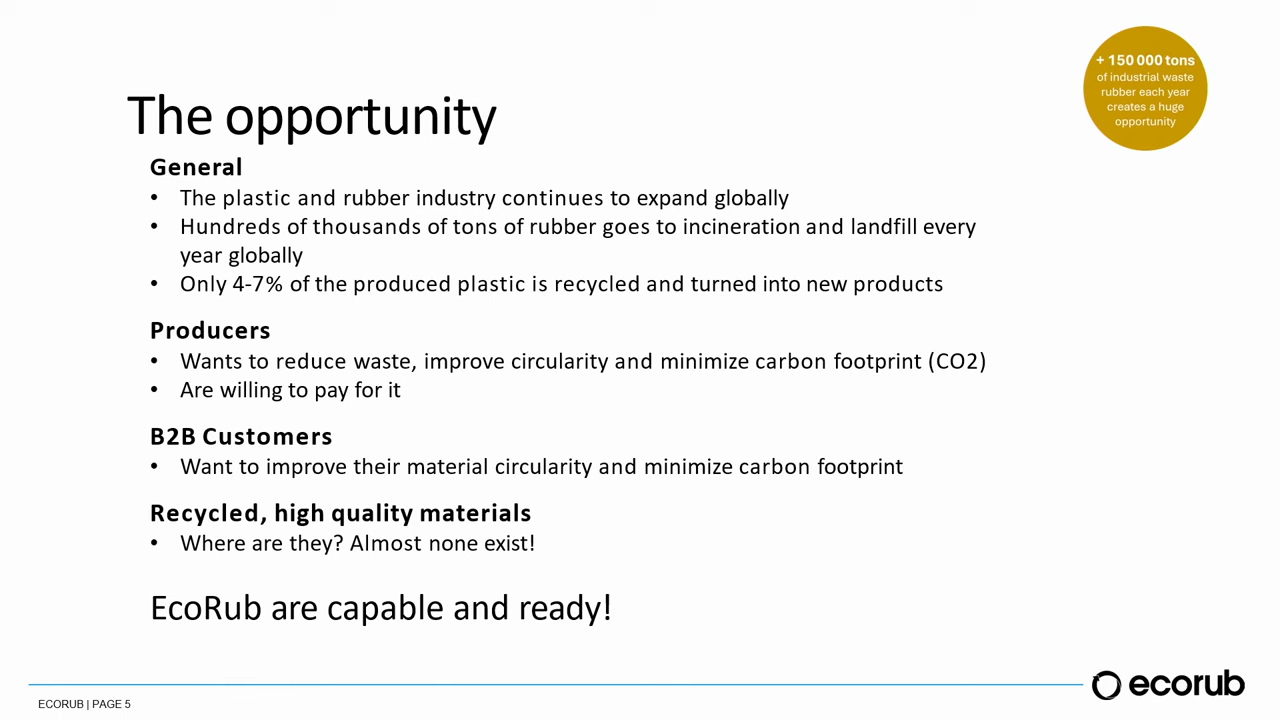 + 150 000 tons
of industrial waste
rubber each year
creates a huge
opportunity
The opportunity
General
• The plastic and rubber industry continues to expand globally
• Hundreds of thousands of tons of rubber goes to incineration and landfill every
year globally
• Only 4-7% of the produced plastic is recycled and turned into new products
Producers
• Wants to reduce waste, improve circularity and minimize carbon footprint (CO2)
• Are willing to pay for it
B2B Customers
• Want to improve their material circularity and minimize carbon footprint
Recycled, high quality materials
• Where are they? Almost none exist!
EcoRub are capable and ready!
ECORUB | PAGE 5
ecorub